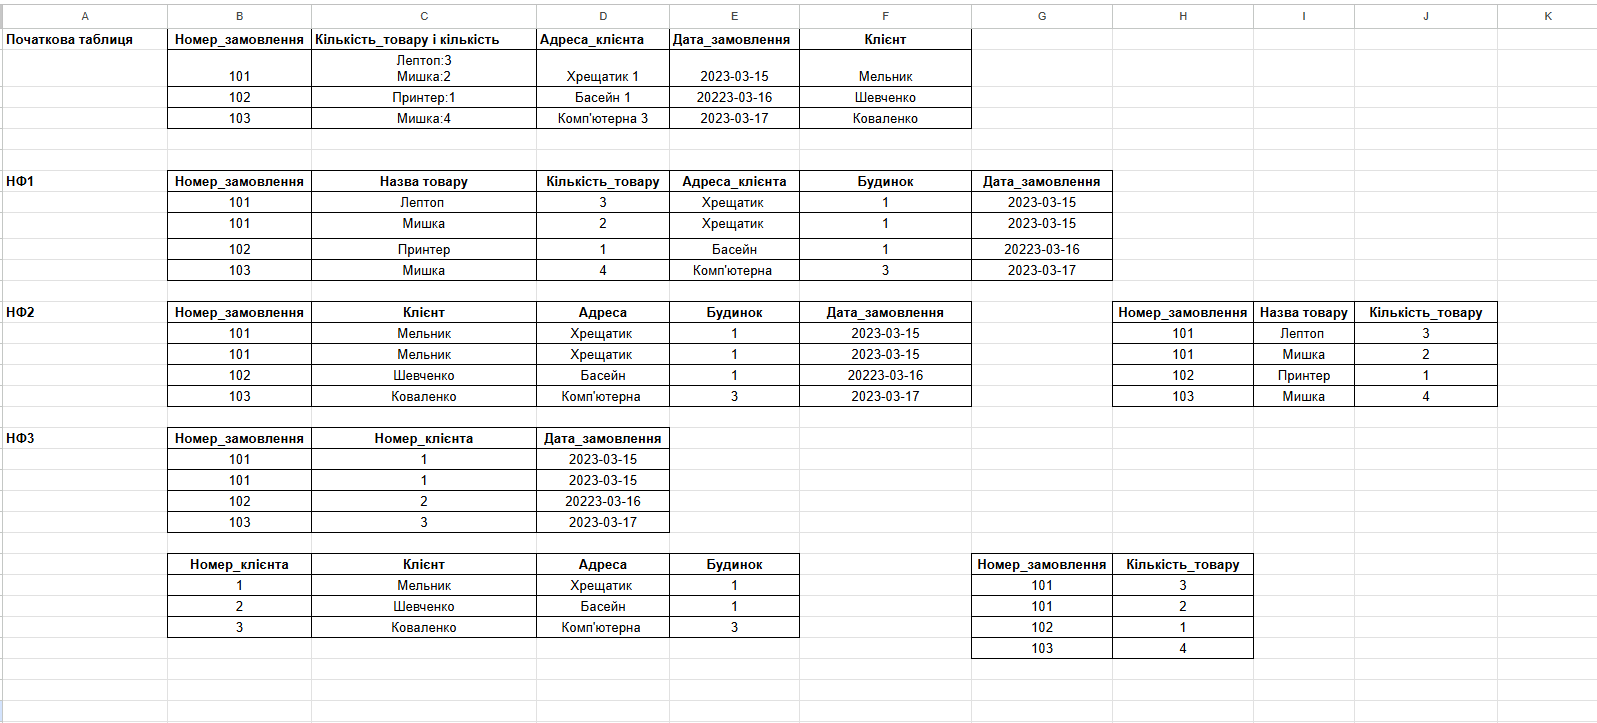 A B C D E F G H I J K
Початкова таблиця Номер_замовлення Кількість_товару і кількість Адреса_клієнта Дата_замовлення Клієнт
Лептоп:3
101 Мишка:2 Хрещатик 1 2023-03-15 Мельник
102 Принтер:1 Басейн 1 20223-03-16 Шевченко
103 Мишка:4 Комп'ютерна 3 2023-03-17 Коваленко
НФ1 Номер_замовлення Назва товару Кількість_товару Адреса_клієнта Будинок Дата_замовлення
101 Лептоп 3 Хрещатик 1 2023-03-15
101 Мишка 2 Хрещатик 1 2023-03-15
102 Принтер 1 Басейн 1 20223-03-16
103 Мишка 4 Комп'ютерна 3 2023-03-17
НФ2 Номер_замовлення Клієнт Адреса Будинок Дата_замовлення Номер_замовлення Назва товару Кількість_товару
101 Мельник Хрещатик 1 2023-03-15 101 Лептоп 3
101 Мельник Хрещатик 1 2023-03-15 101 Мишка 2
102 Шевченко Басейн 1 20223-03-16 102 Принтер 1
103 Коваленко Комп'ютерна 3 2023-03-17 103 Мишка 4
НФ3 Номер_замовлення Номер_клієнта Дата_замовлення
101 1 2023-03-15
101 1 2023-03-15
102 2 20223-03-16
103 3 2023-03-17
Номер_клієнта Клієнт Адреса Будинок Номер_замовлення Кількість_товару
1 Мельник Хрещатик 1 101 3
2 Шевченко Басейн 1 101 2
3 Коваленко Комп'ютерна 3 102 1
103 4